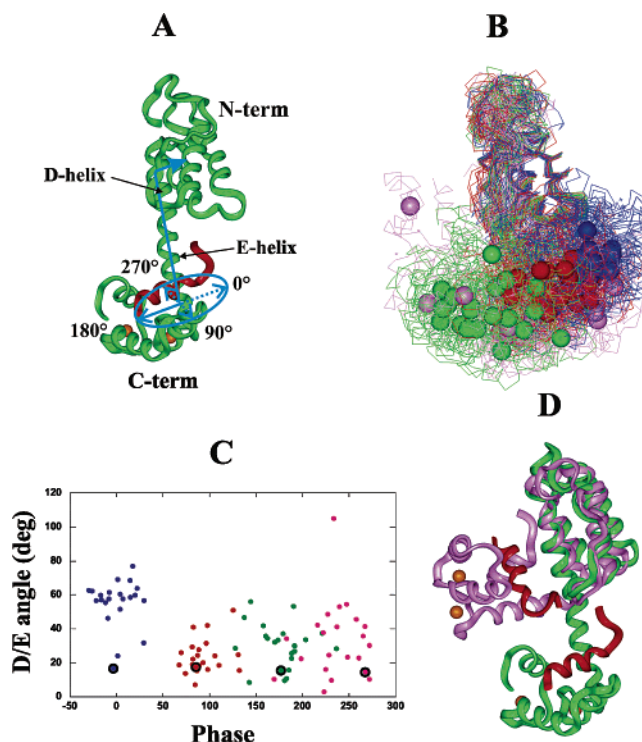 A
B
N-term
D-helix
E-helix
270°
0°
180°
90°
C-term
C
D
D/E angle (deg)
120
100
80
60
40
20
0
-50 0 50 100 150 200 250 300
Phase